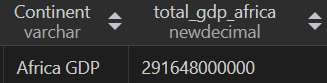 Continent total_gdp_africa
varchar newdecimal
Africa GDP 291648000000